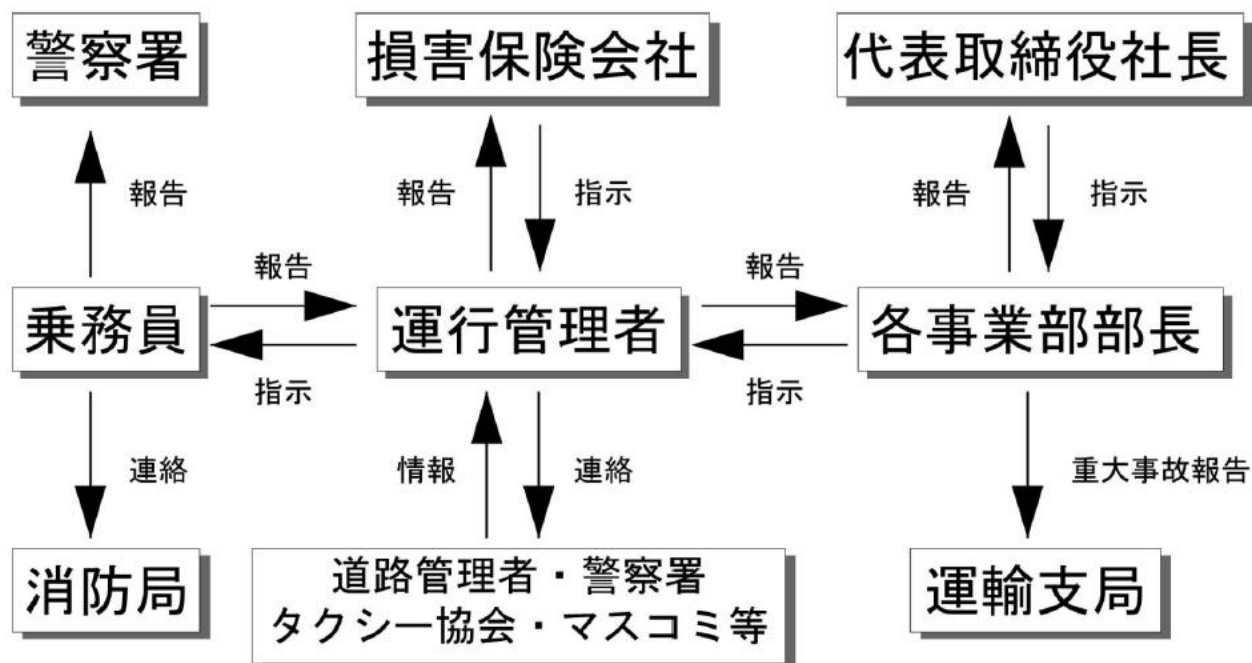 警察署
損害保険会社
代表取締役社長
報告
報告
指示
報告
指示
報告
報告
乗務員
運行管理者
各事業部部長
指示
指示
連絡
情報
連絡
重大事故報告
消防局
道路管理者・警察署
タクシー協会・マスコミ等
運輸支局